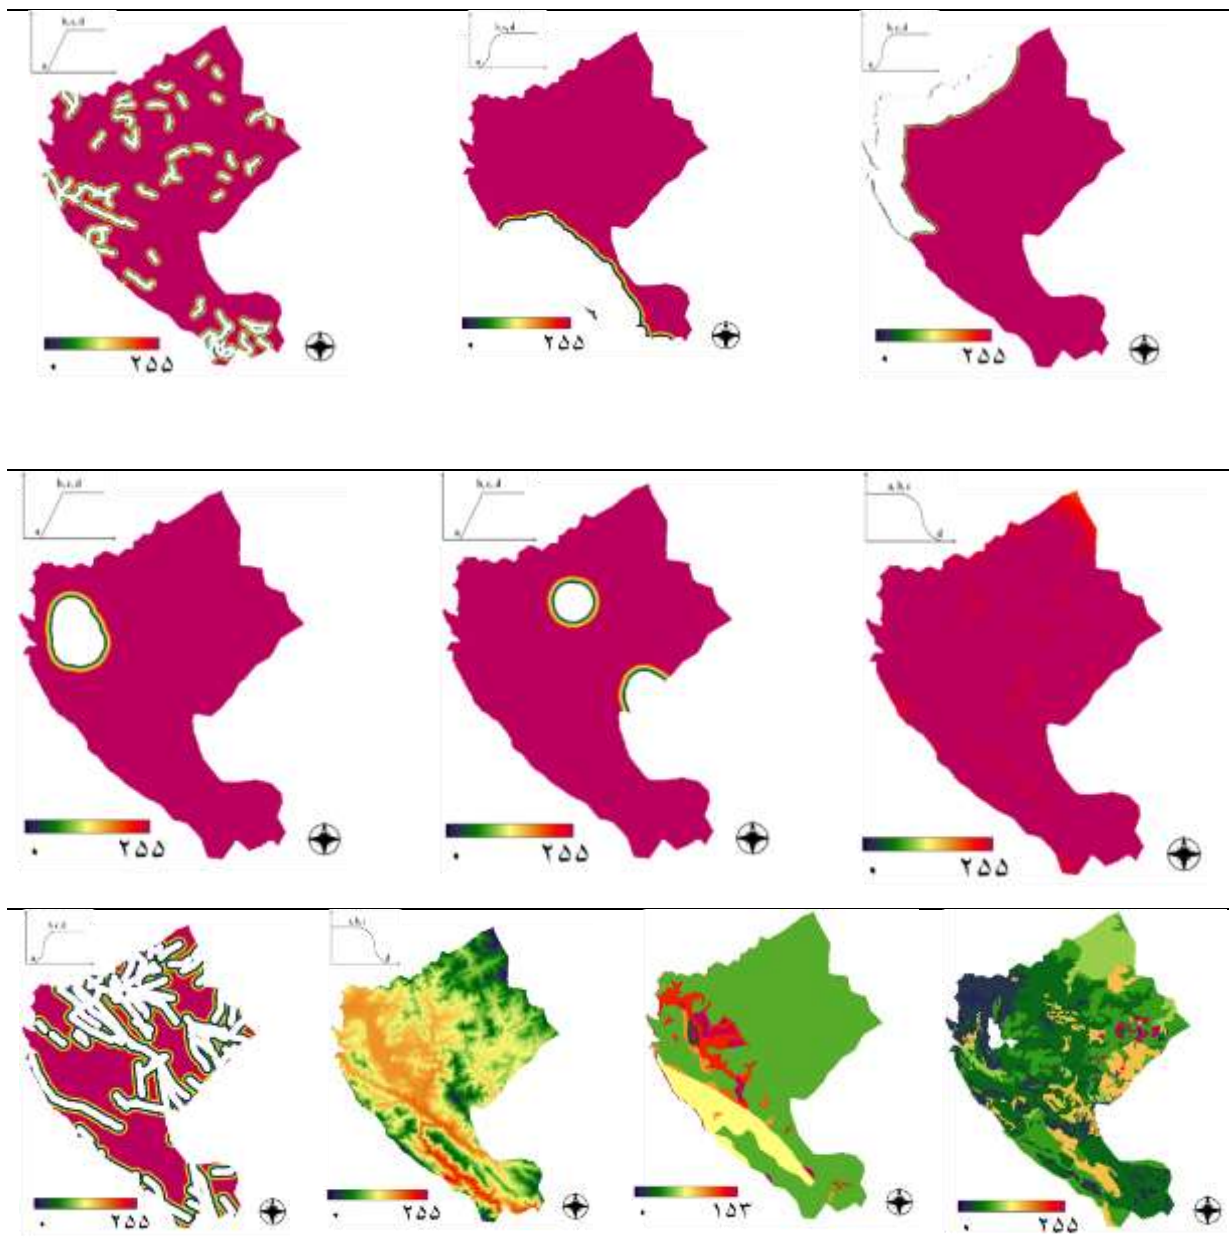 b, c, d
a
b, c, d
a
b, c, d
a
۰ ۲۵۵
۰ ۲۵۵
۰ ۲۵۵
b, c, d
a
b, c, d
a
a, b, c
d
۰ ۲۵۵
۰ ۲۵۵
۰ ۲۵۵
b, c, d
a
a, b, c
d
۰ ۲۵۵
۰ ۲۵۵
۰ ۱۵۳
۰ ۲۵۵